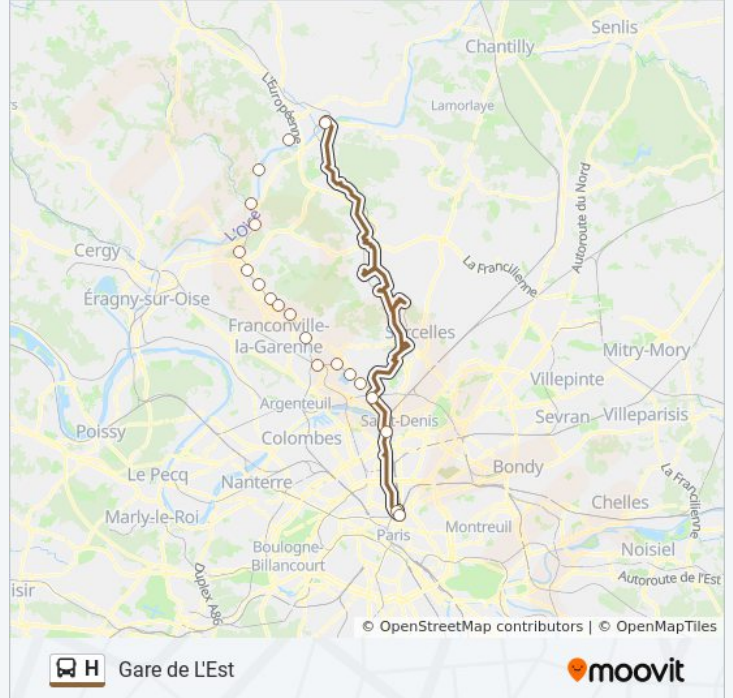 Senlis
Chantilly
L'Européenne
Lamorlaye
Autoroute du Nord
L'Oise
Cergy
La Francilienne
Éragny-sur-Oise
Franconville-
la-Garenne
Sarcelles
Mitry-Mory
Villepinte
Argenteuil
Saint-Denis
Sevran
Villeparisis
Poissy
Colombes
Bondy
Le Pecq
Nanterre
La Francilienne
Chelles
Marly-le-Roi
Paris
Montreuil
Boulogne-
Billancourt
Noisiel
Duplex A86
Autoroute de l'Est
isir
© OpenStreetMap contributors | © OpenMapTiles
H Gare de L'Est
moovit